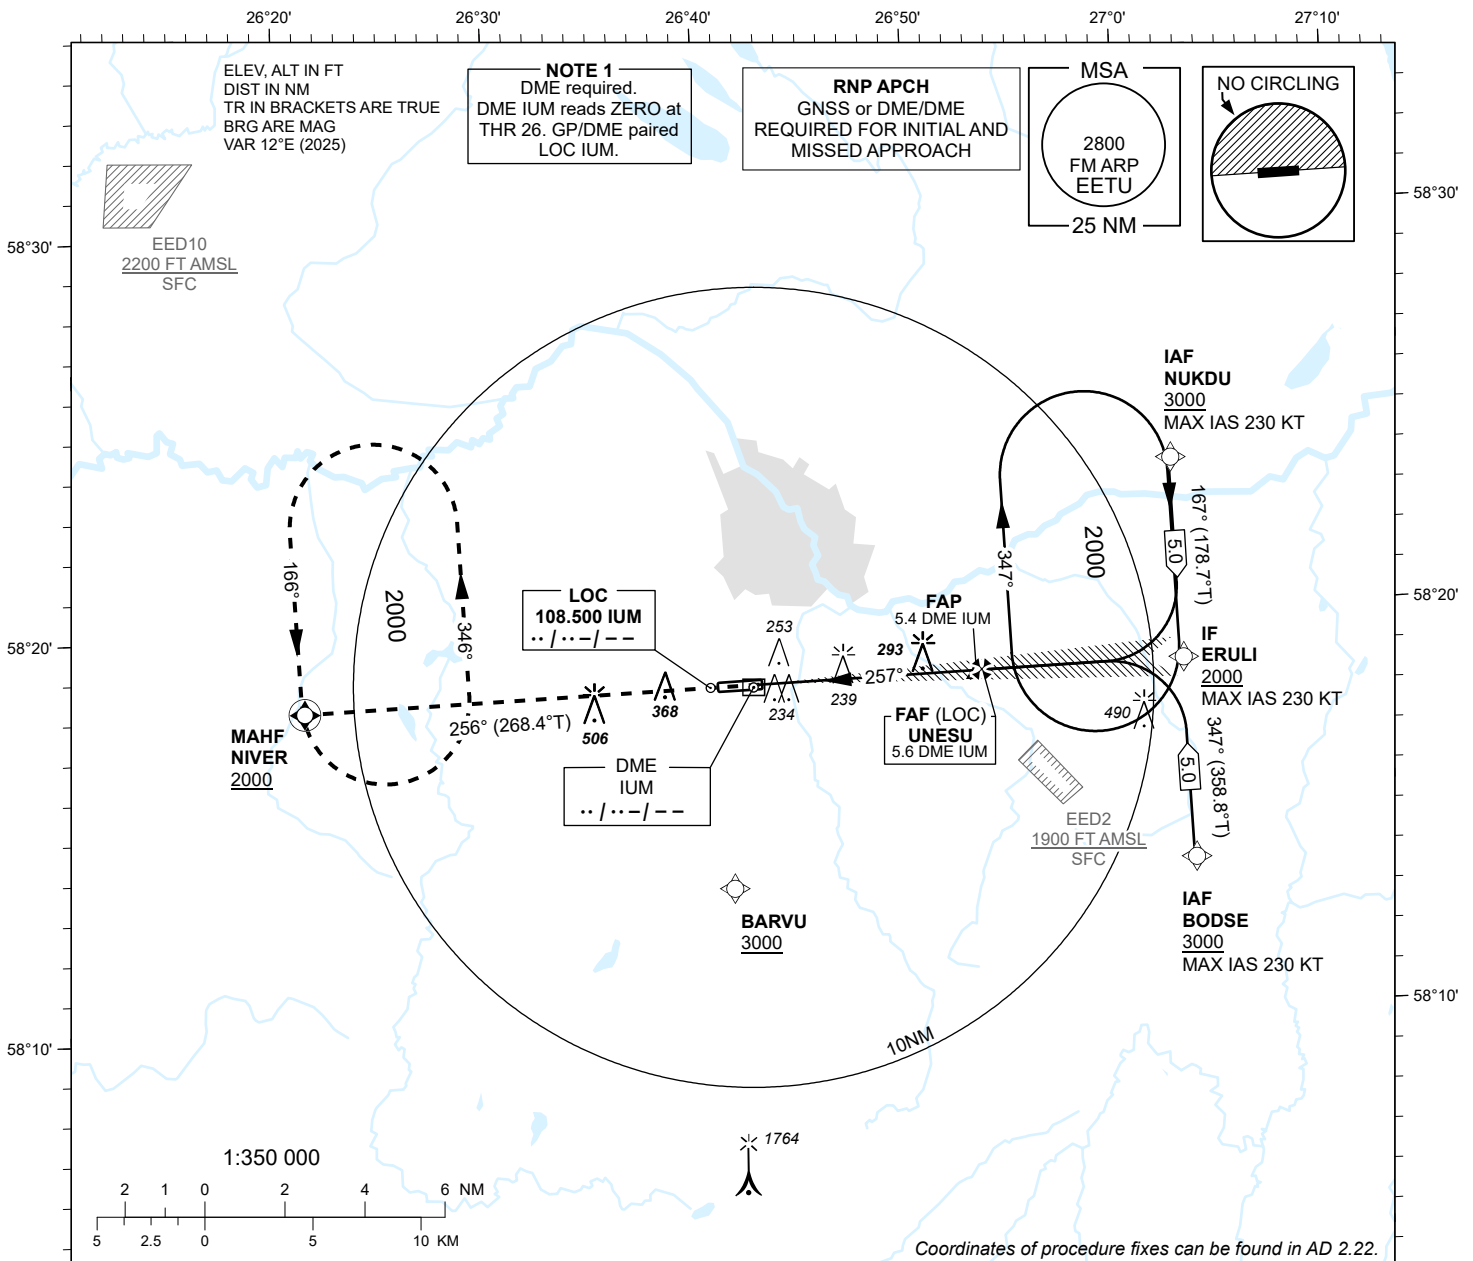 26°20'
26°30'
26°40'
26°50'
27°0'
27°10'
ELEV, ALT IN FT
DIST IN NM
TR IN BRACKETS ARE TRUE
BRG ARE MAG
VAR 12°E (2025)
NOTE 1
DME required.
DME IUM reads ZERO at
THR 26. GP/DME paired
LOC IUM.
RNP APCH
GNSS or DME/DME
REQUIRED FOR INITIAL AND
MISSED APPROACH
MSA
2800
FM ARP
EETU
25 NM
NO CIRCLING
58°30'
58°30'
EED10
2200 FT AMSL
SFC
IAF
NUKDU
3000
MAX IAS 230 KT
167° (178.7°T)
5.0
2000
347°
58°20'
58°20'
166°
2000
346°
LOC
108.500 IUM
·· / ·· – / – –
253
FAP
5.4 DME IUM
293
257°
239
234
IF
ERULI
2000
MAX IAS 230 KT
FAF (LOC)
UNESU
5.6 DME IUM
490
347° (358.8°T)
5.0
368
506
256° (268.4°T)
MAHF
NIVER
2000
DME
IUM
·· / ·· – / – –
EED2
1900 FT AMSL
SFC
BARVU
3000
IAF
BODSE
3000
MAX IAS 230 KT
58°10'
58°10'
10NM
1764
1:350 000
2 1 0 2 4 6 NM
5 2.5 0 5 10 KM
Coordinates of procedure fixes can be found in AD 2.22.